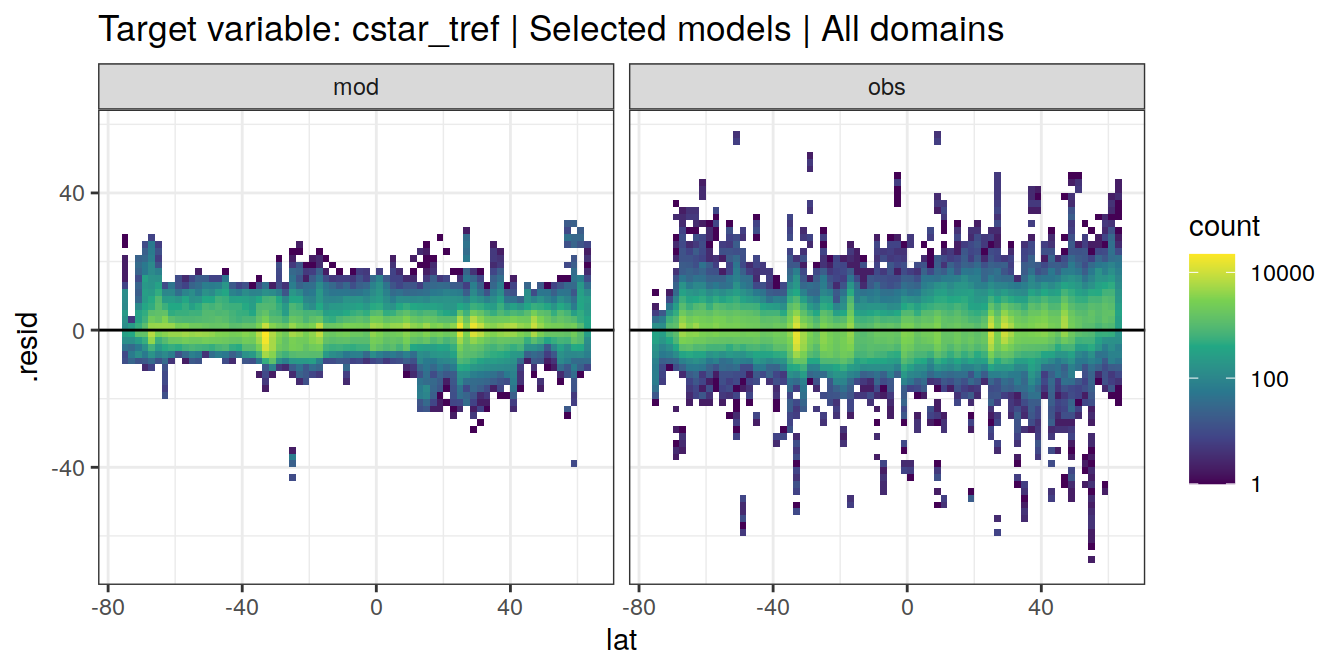 Target variable: cstar_tref | Selected models | All domains
mod
obs
.resid
40
0
-40
-80
-40
0
40
-80
-40
0
40
lat
count
10000
100
1